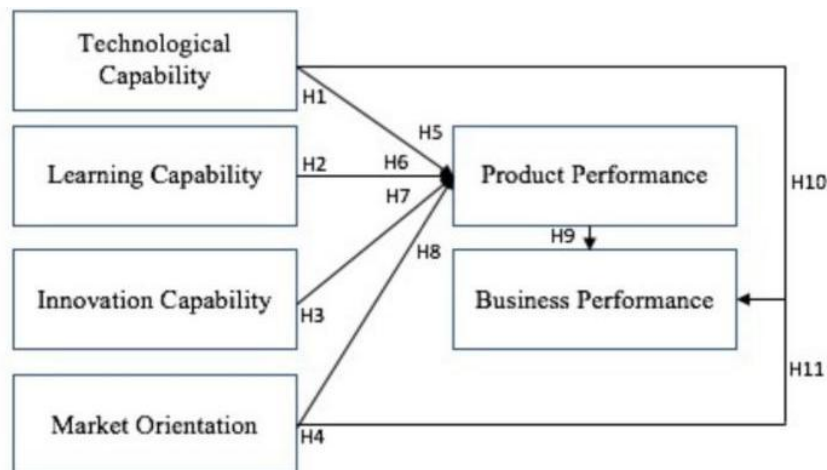 Technological
Capability
H1
H5
Learning Capability
H2
H6
Product Performance
H7
H10
H9
H8
Innovation Capability
H3
Business Performance
H11
Market Orientation
H4